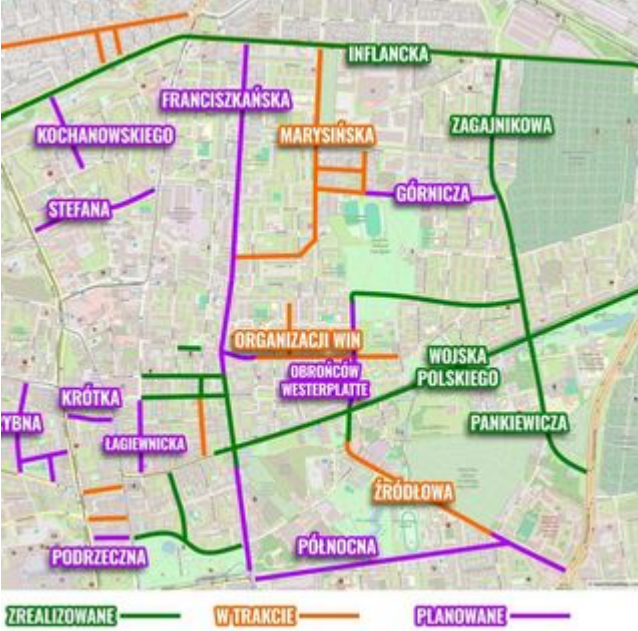 INFLANCKA
FRANCISZKAŃSKA
KOCHANOWSKIEGO
MARYSIŃSKA
ZAGAJNIKOWA
STEFANA
GÓRNICZA
ORGANIZACJI WIN
OBROŃCÓW
WESTERPLATTE
WOJSKA
POLSKIEGO
KRÓTKA
YBNA
ŁAGIEWNICKA
PANKIEWICZA
ŹRÓDŁOWA
PODRZECZNA
PÓŁNOCNA
ZREALIZOWANE
W TRAKCIE
PLANOWANE